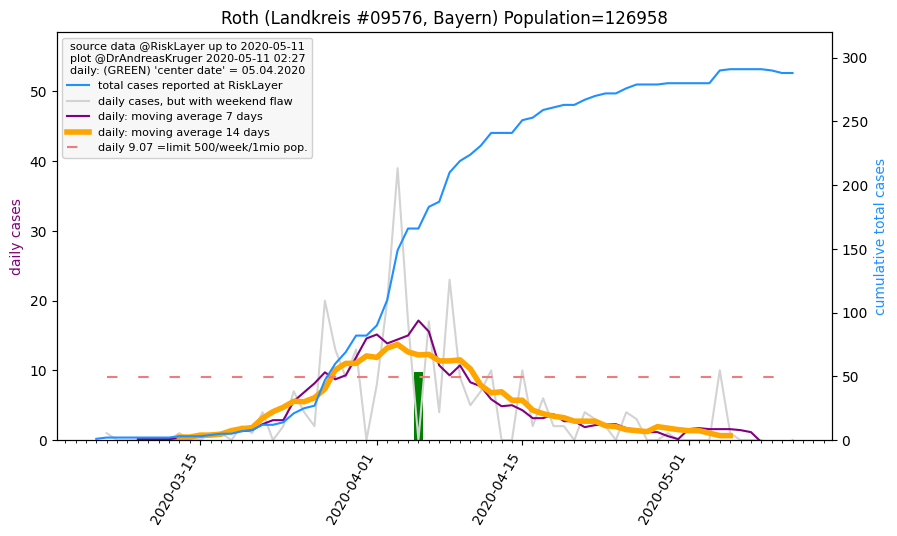 Roth (Landkreis #09576, Bayern) Population=126958
source data @RiskLayer up to 2020-05-11
plot @DrAndreasKruger 2020-05-11 02:27
daily: (GREEN) 'center date' = 05.04.2020
total cases reported at RiskLayer
daily cases, but with weekend flaw
daily: moving average 7 days
daily: moving average 14 days
daily 9.07 =limit 500/week/1mio pop.
daily cases
50
40
30
20
10
0
cumulative total cases
300
250
200
150
100
50
0
2020-03-15
2020-04-01
2020-04-15
2020-05-01